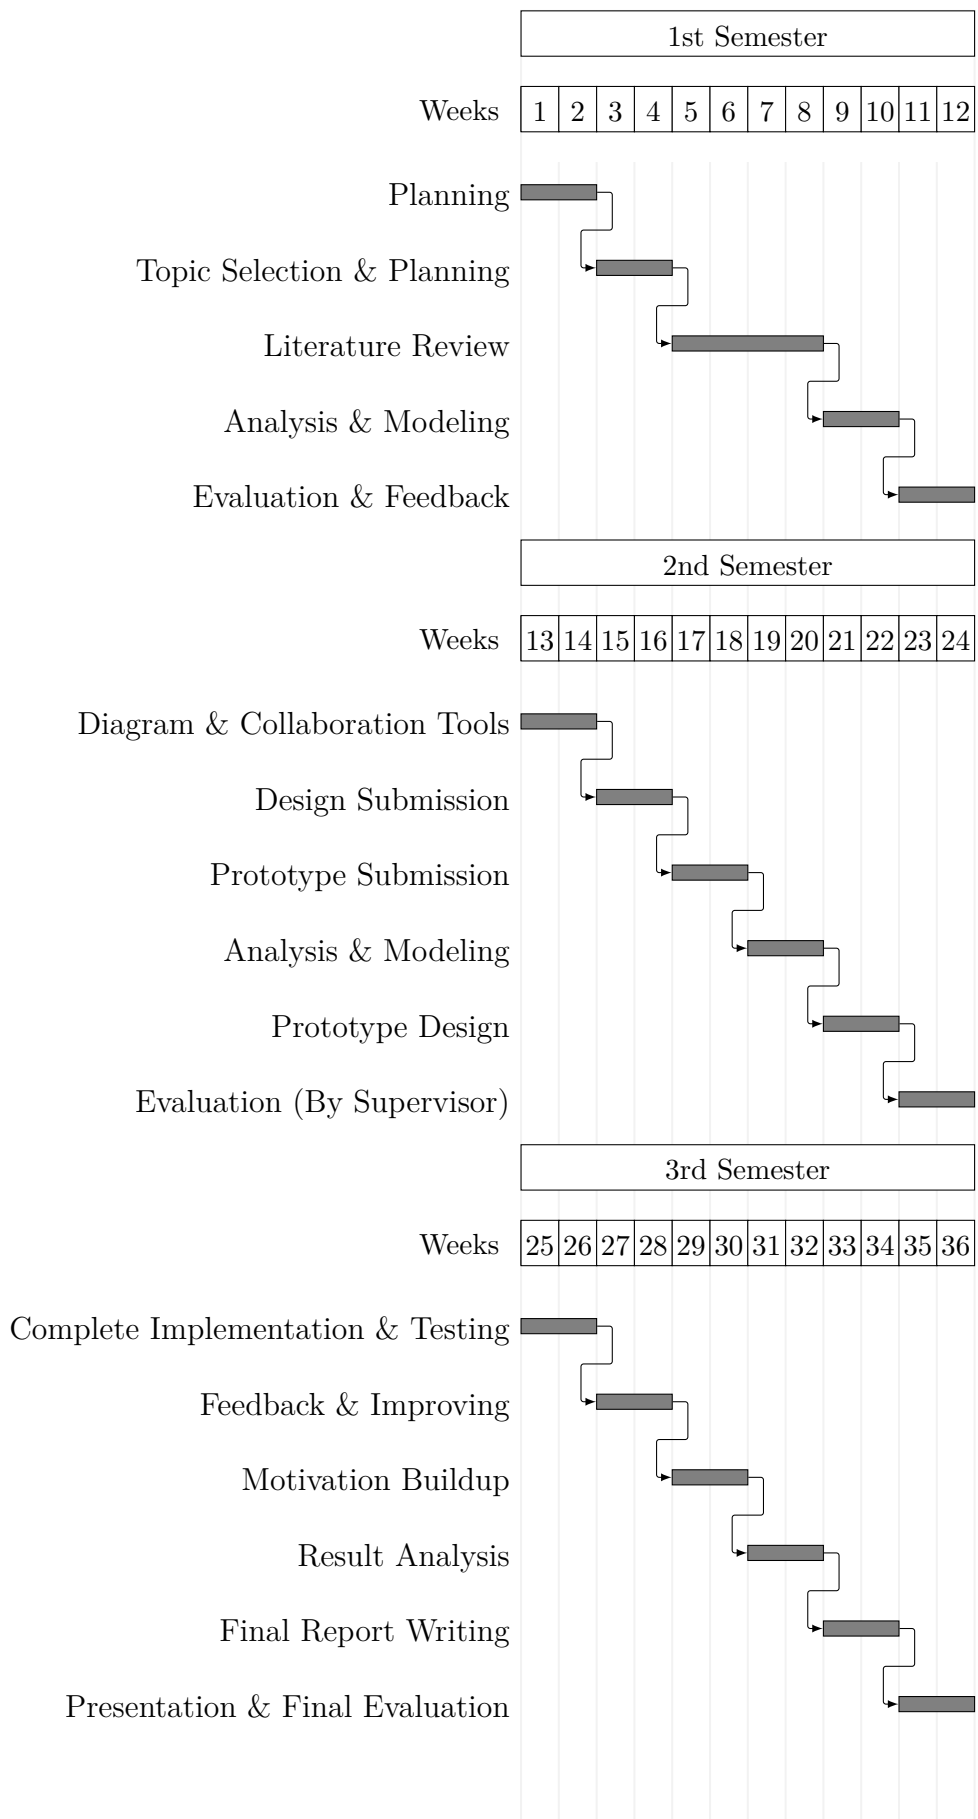 1st Semester
Weeks 1 2 3 4 5 6 7 8 9 10 11 12
Planning
Topic Selection & Planning
Literature Review
Analysis & Modeling
Evaluation & Feedback
2nd Semester
Weeks 13 14 15 16 17 18 19 20 21 22 23 24
Diagram & Collaboration Tools
Design Submission
Prototype Submission
Analysis & Modeling
Prototype Design
Evaluation (By Supervisor)
3rd Semester
Weeks 25 26 27 28 29 30 31 32 33 34 35 36
Complete Implementation & Testing
Feedback & Improving
Motivation Buildup
Result Analysis
Final Report Writing
Presentation & Final Evaluation